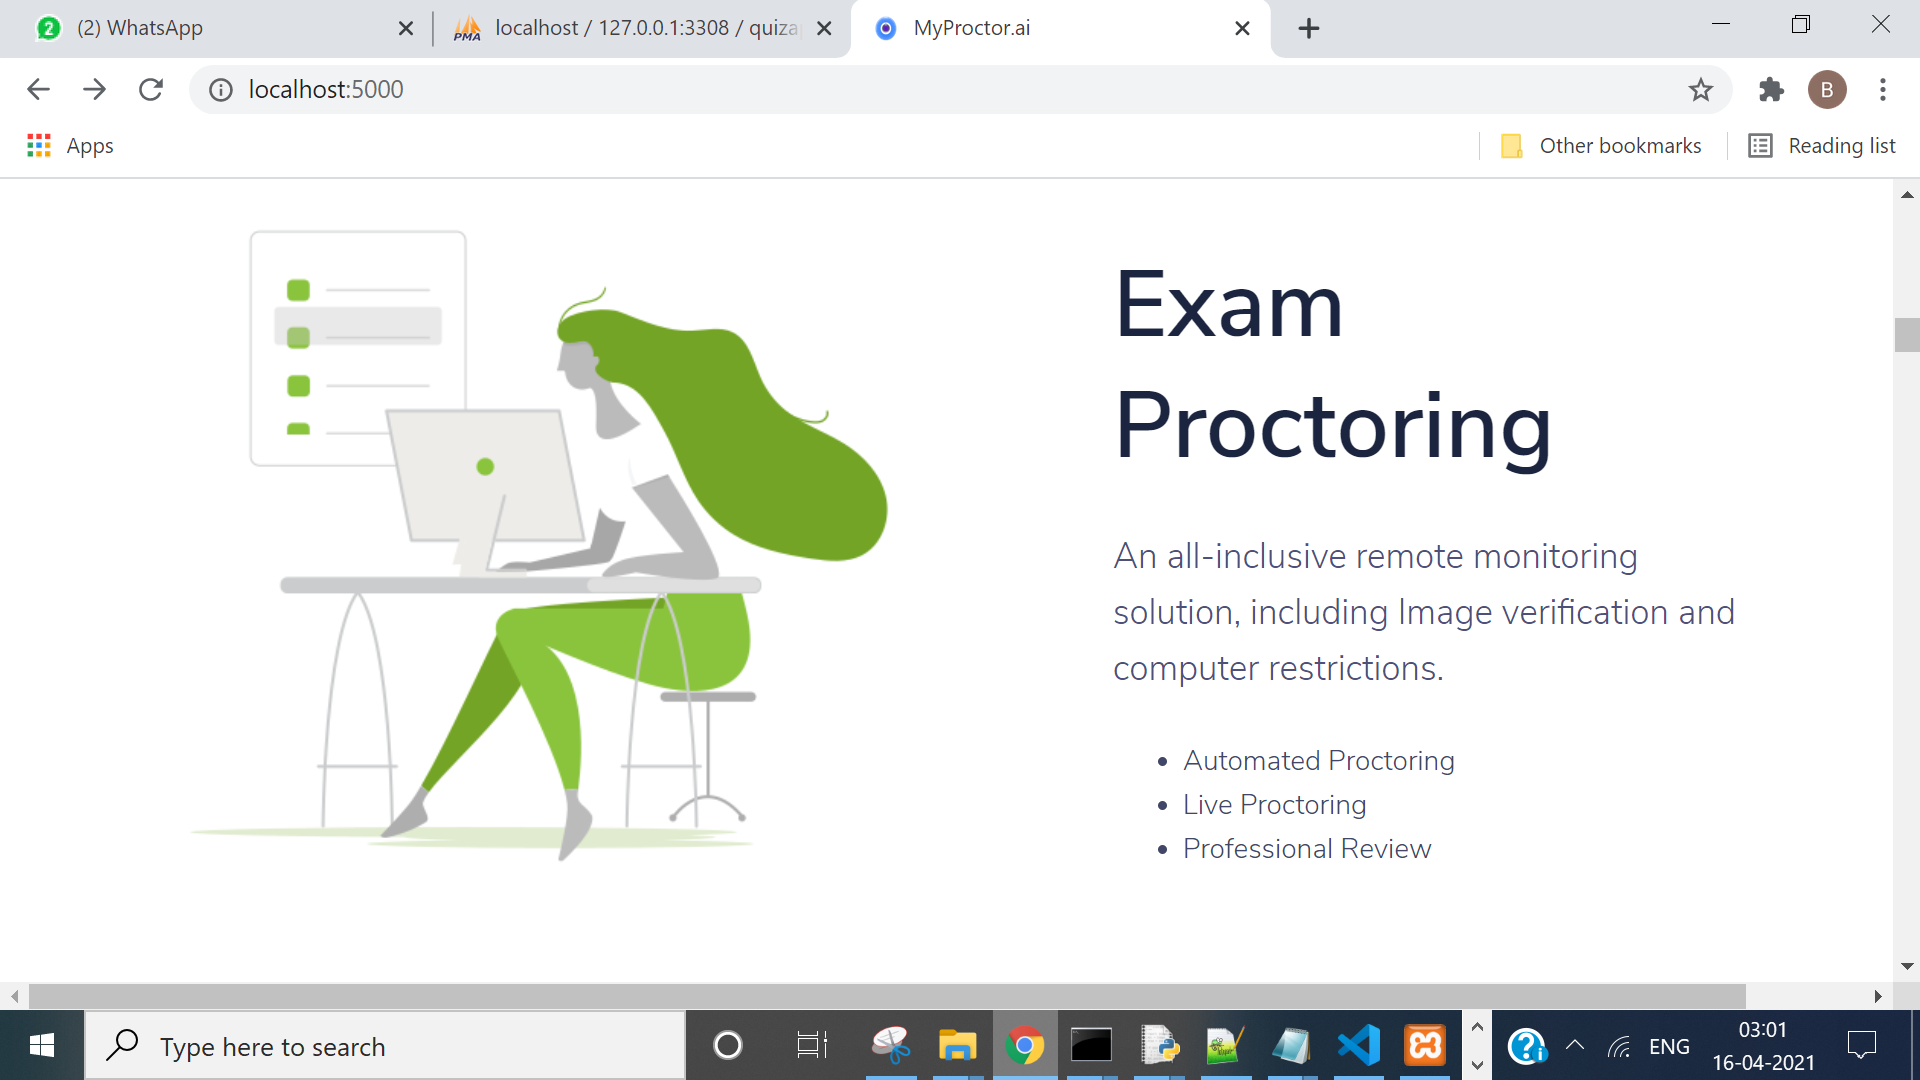 (2) WhatsApp
localhost / 127.0.0.1:3308 / quiza
MyProctor.ai
localhost:5000
B
Apps
Other bookmarks
Reading list
Exam
Proctoring
An all-inclusive remote monitoring
solution, including Image verification and
computer restrictions.
• Automated Proctoring
• Live Proctoring
• Professional Review
Type here to search
ENG
03:01
16-04-2021